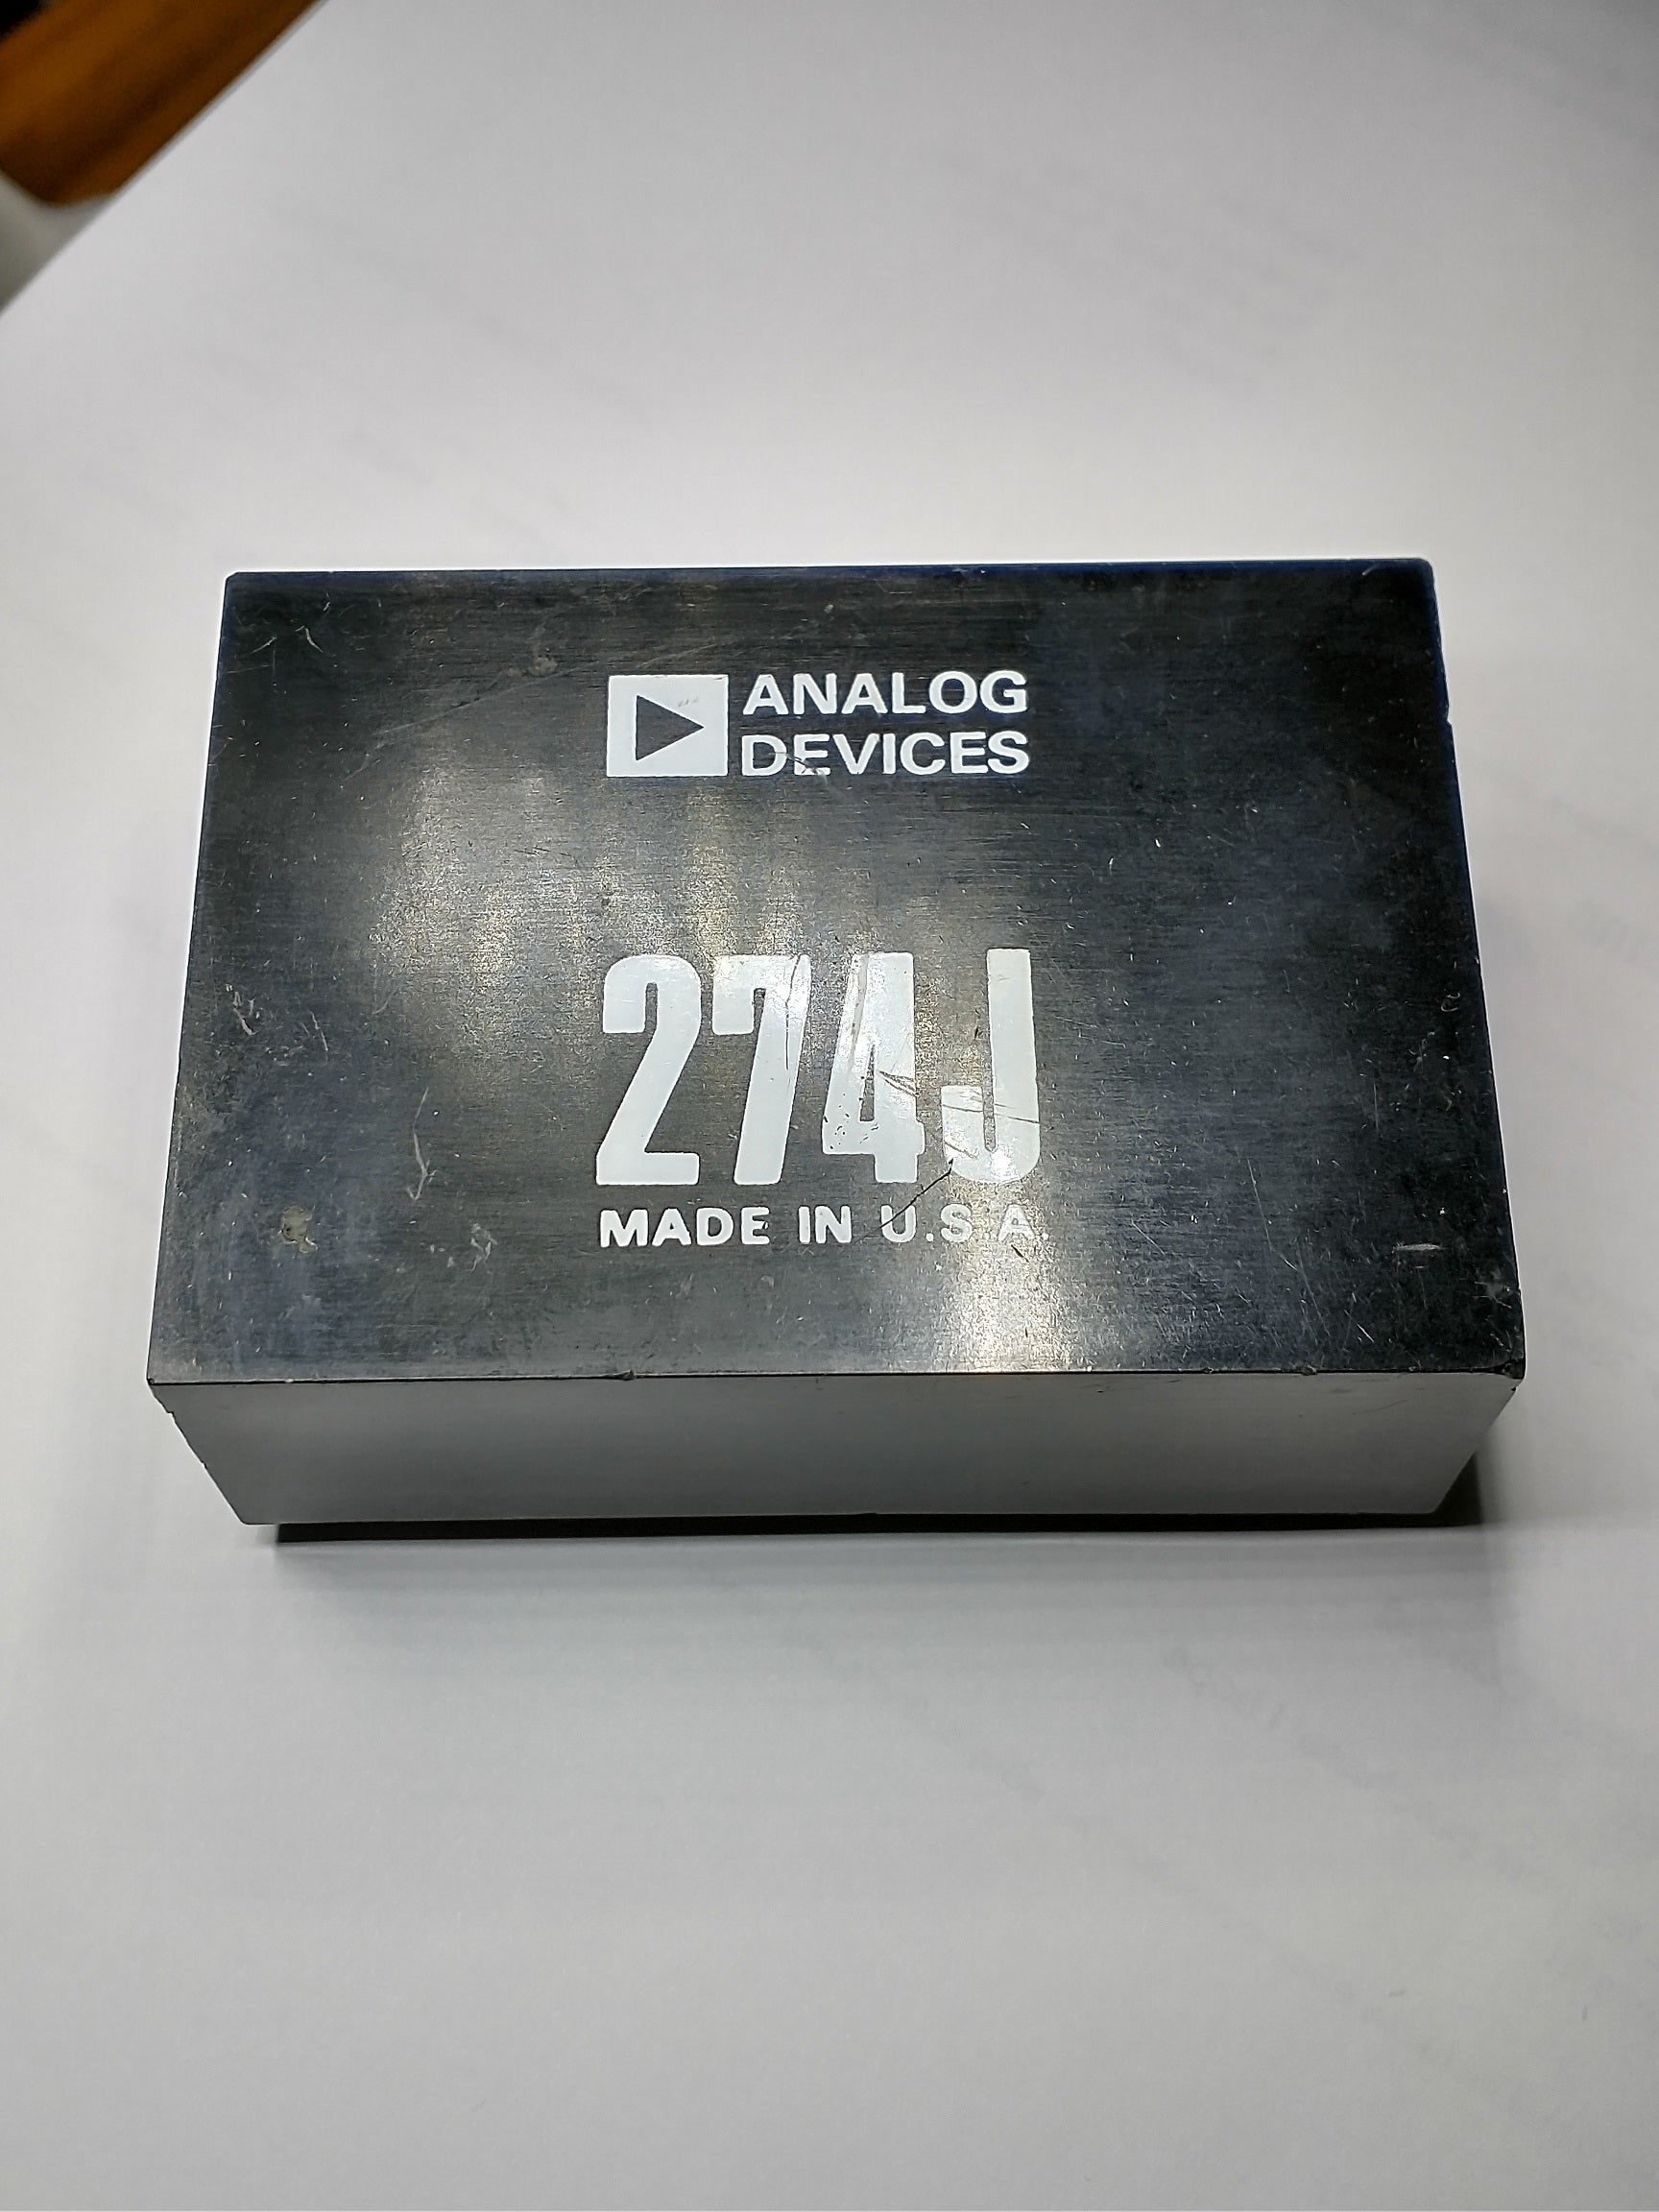 ANALOG
DEVICES
274J
MADE IN U.S.A.